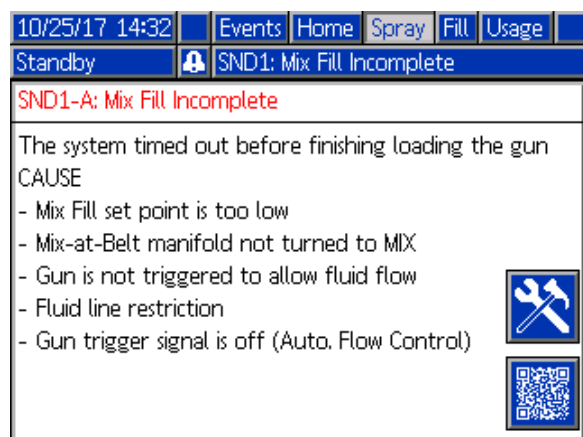 10/25/17 14:32 Events Home Spray Fill Usage
Standby SND1: Mix Fill Incomplete
SND1-A: Mix Fill Incomplete
The system timed out before finishing loading the gun
CAUSE
- Mix Fill set point is too low
- Mix-at-Belt manifold not turned to MIX
- Gun is not triggered to allow fluid flow
- Fluid line restriction
- Gun trigger signal is off (Auto. Flow Control)